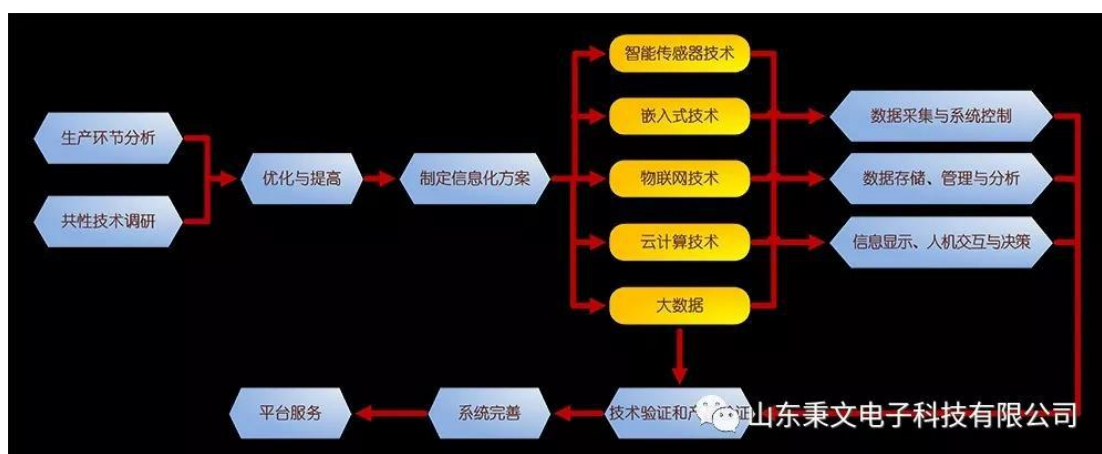 智能传感器技术
嵌入式技术
数据采集与系统控制
生产环节分析
优化与提高
制定信息化方案
物联网技术
数据存储、管理与分析
共性技术调研
云计算技术
信息显示、人机交互与决策
大数据
平台服务
系统完善
技术验证和产 验证
山东秉文电子科技有限公司